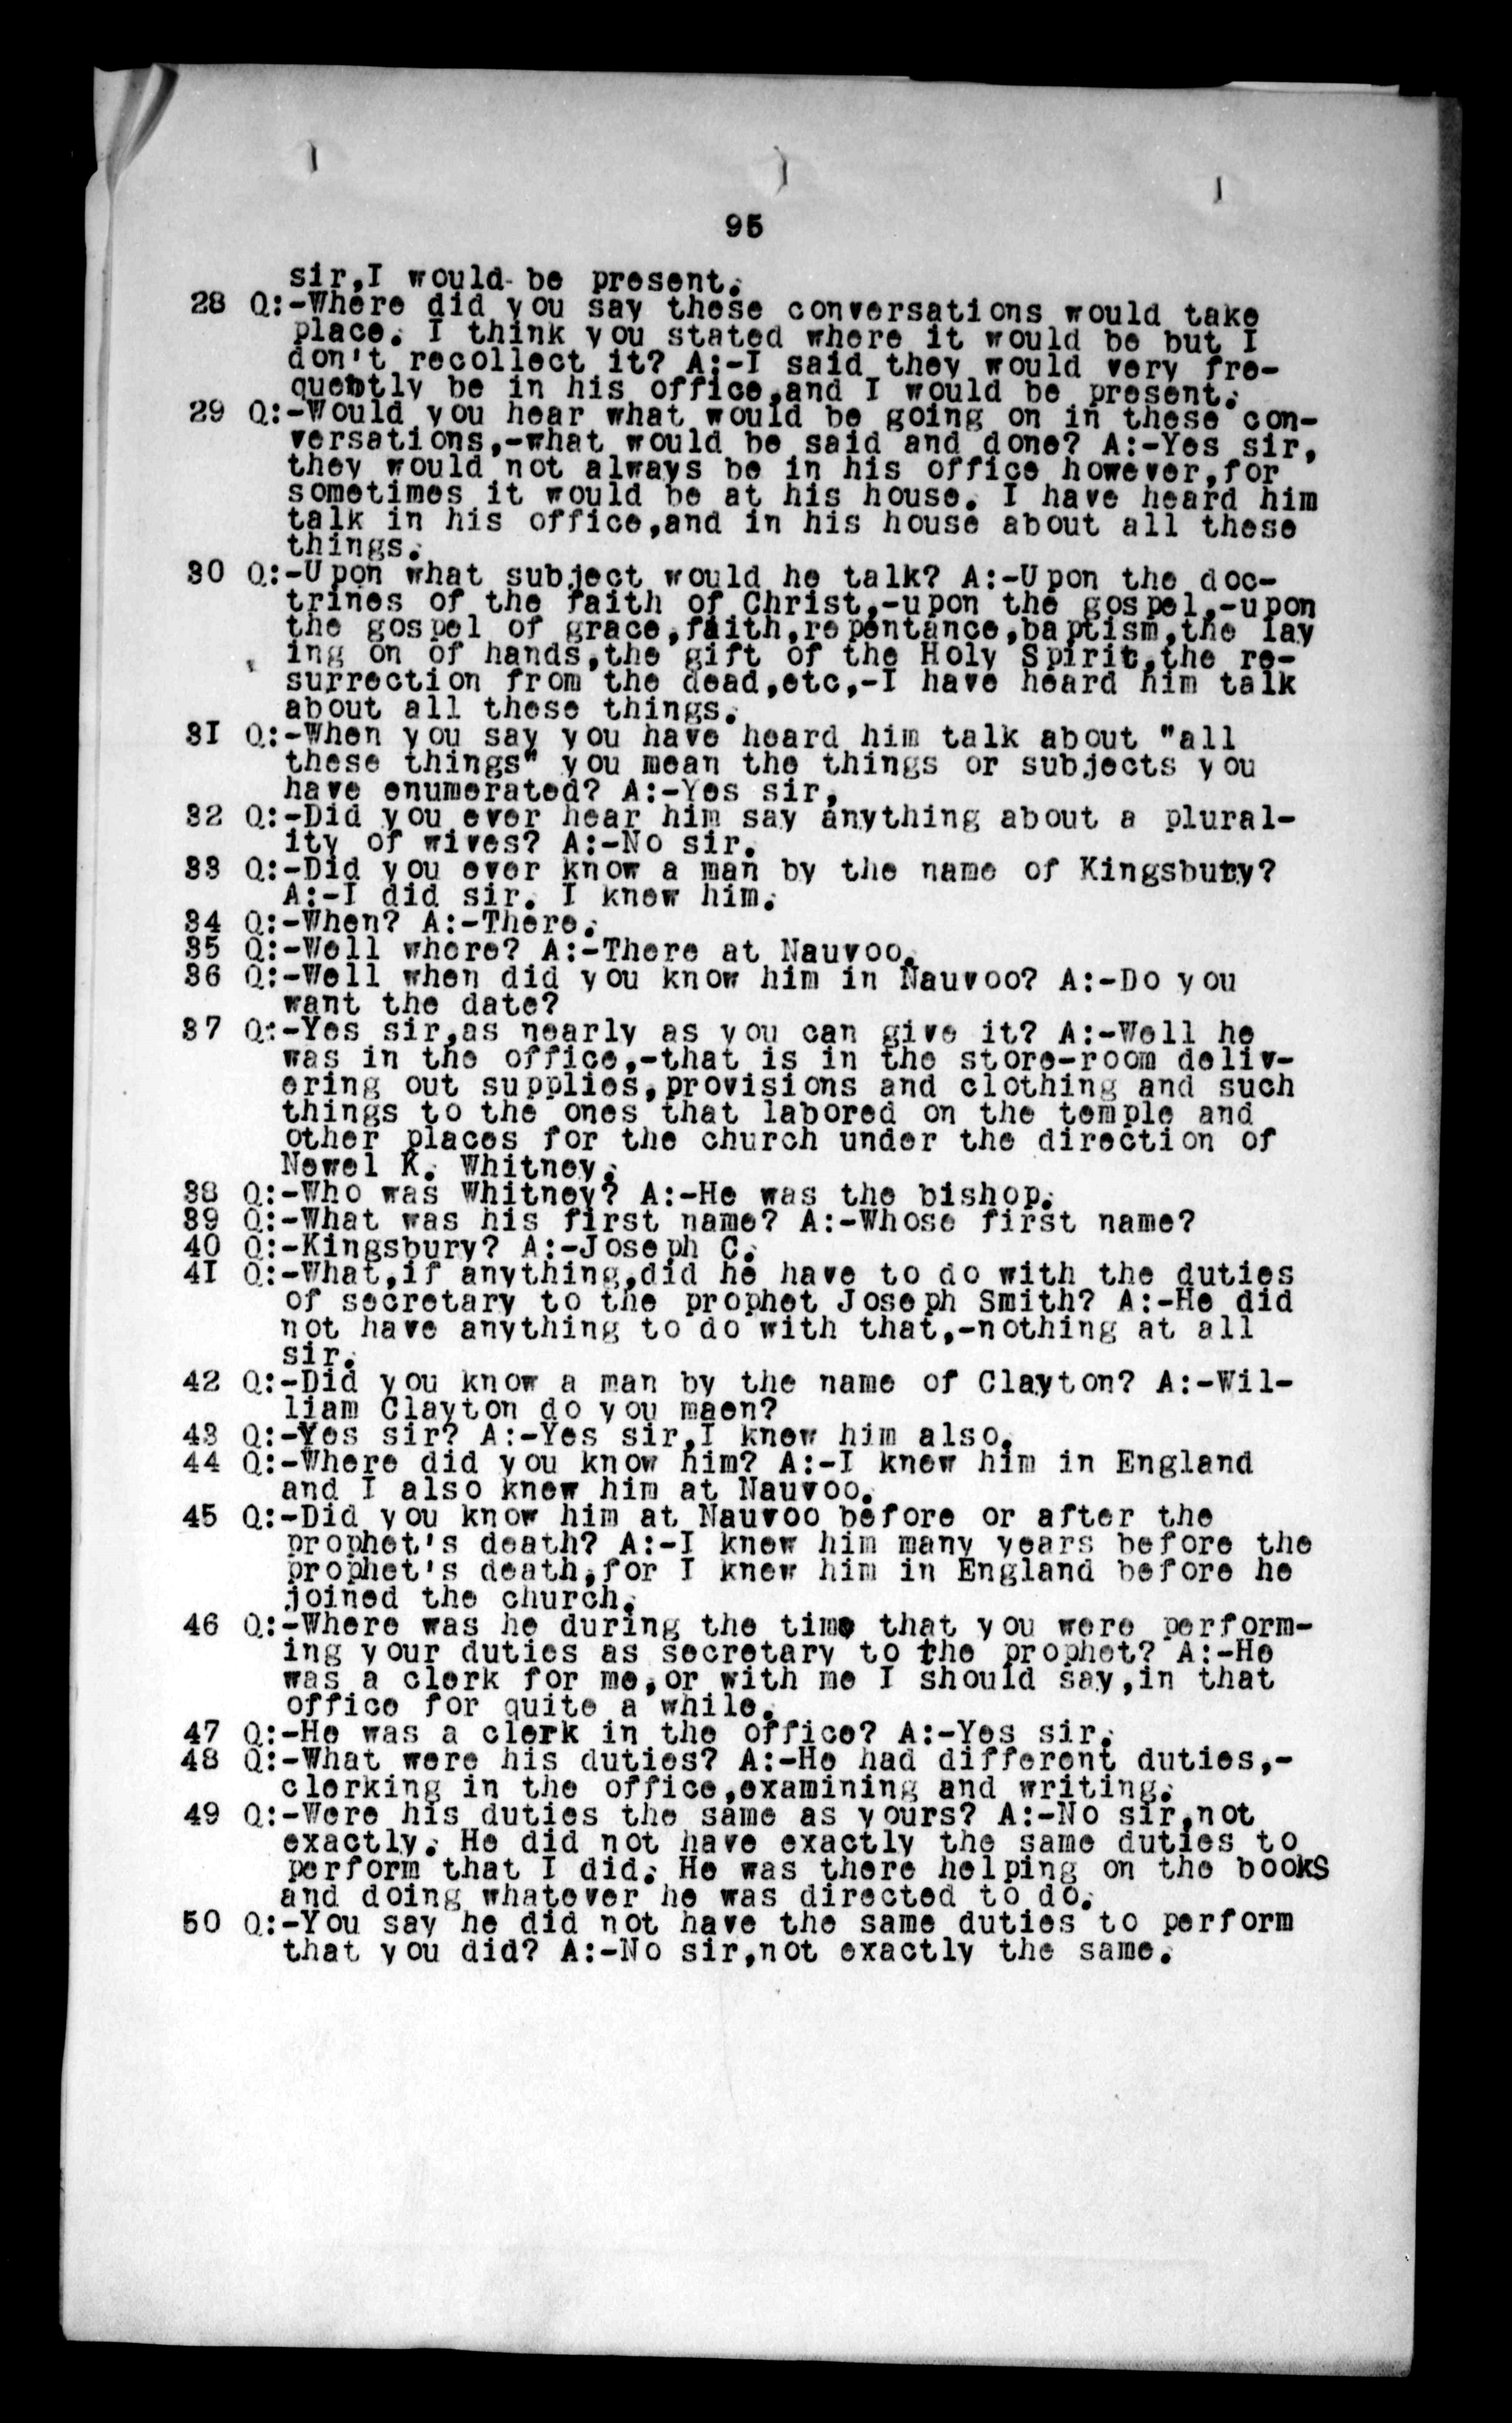 95
sir,I would be present.
28 Q:-Where did you say these conversations would take
place. I think you stated where it would be but I
don't recollect it? A:-I said they would very fre-
quebtly be in his office,and I would be present.
29 Q:-Would you hear what would be going on in these con-
versations,-what would be said and done? A:-Yes sir,
they would not always be in his office however,for
sometimes it would be at his house. I have heard him
talk in his office,and in his house about all these
things.
30 Q:-Upon what subject would he talk? A:-Upon the doc-
trines of the faith of Christ,-upon the gospel,-upon
the gospel of grace,faith,repentance,baptism,the lay
ing on of hands,the gift of the Holy Spirit,the re-
surrection from the dead,etc,-I have heard him talk
about all these things.
31 Q:-When you say you have heard him talk about "all
these things" you mean the things or subjects you
have enumerated? A:-Yes sir,
32 Q:-Did you ever hear him say anything about a plural-
ity of wives? A:-No sir.
33 Q:-Did you ever know a man by the name of Kingsbury?
A:-I did sir. I knew him.
34 Q:-When? A:-There.
35 Q:-Well where? A:-There at Nauvoo.
36 Q:-Well when did you know him in Nauvoo? A:-Do you
want the date?
37 Q:-Yes sir,as nearly as you can give it? A:-Well he
was in the office,-that is in the store-room deliv-
ering out supplies,provisions and clothing and such
things to the ones that labored on the temple and
other places for the church under the direction of
Newel K. Whitney.
38 Q:-Who was Whitney? A:-He was the bishop.
39 Q:-What was his first name? A:-Whose first name?
40 Q:-Kingsbury? A:-Joseph C.
41 Q:-What,if anything,did he have to do with the duties
of secretary to the prophet Joseph Smith? A:-He did
not have anything to do with that,-nothing at all
sir.
42 Q:-Did you know a man by the name of Clayton? A:-Wil-
liam Clayton do you maen?
43 Q:-Yes sir? A:-Yes sir,I knew him also.
44 Q:-Where did you know him? A:-I knew him in England
and I also knew him at Nauvoo.
45 Q:-Did you know him at Nauvoo before or after the
prophet's death? A:-I knew him many years before the
prophet's death,for I knew him in England before he
joined the church.
46 Q:-Where was he during the time that you were perform-
ing your duties as secretary to the prophet? A:-He
was a clerk for me,or with me I should say,in that
office for quite a while.
47 Q:-He was a clerk in the office? A:-Yes sir.
48 Q:-What were his duties? A:-He had different duties,-
clerking in the office,examining and writing.
49 Q:-Were his duties the same as yours? A:-No sir,not
exactly. He did not have exactly the same duties to
perform that I did. He was there helping on the books
and doing whatever he was directed to do.
50 Q:-You say he did not have the same duties to perform
that you did? A:-No sir,not exactly the same.